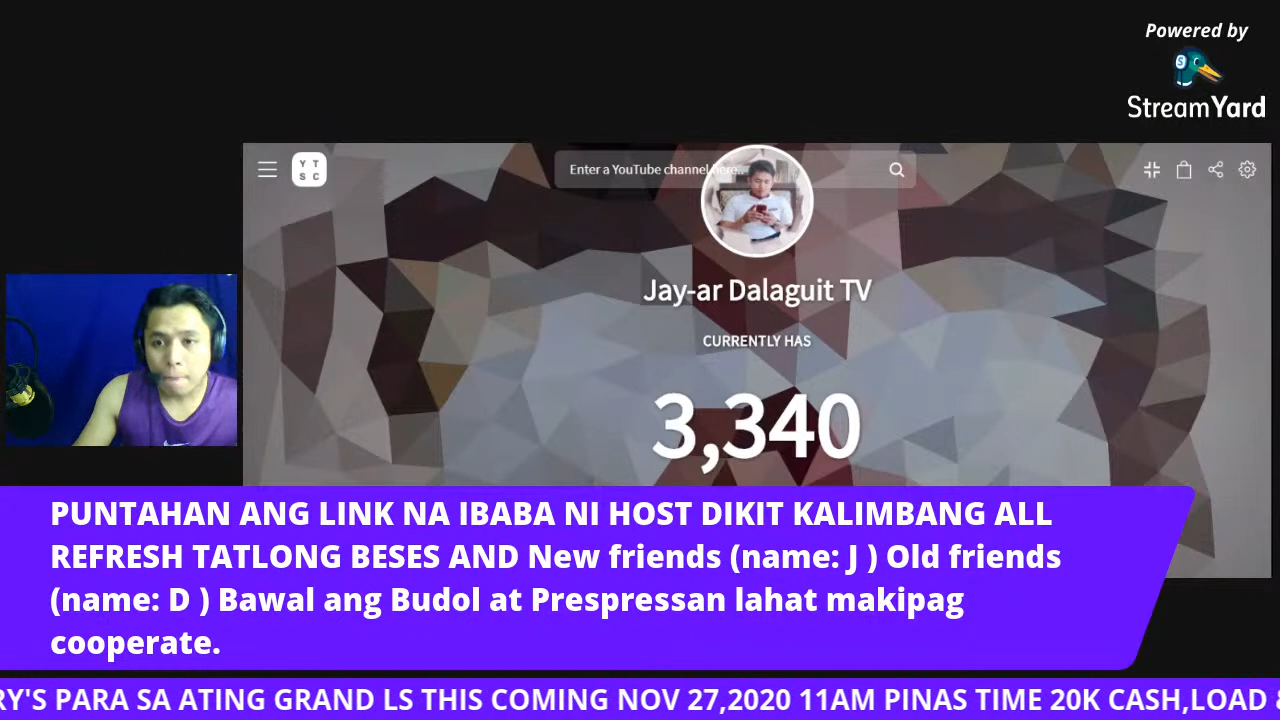 Powered by
StreamYard
Y T
S C
Enter a YouTube channel here...
Jay-ar Dalaguit TV
CURRENTLY HAS
3,340
PUNTAHAN ANG LINK NA IBABA NI HOST DIKIT KALIMBANG ALL
REFRESH TATLONG BESES AND New friends (name: J ) Old friends
(name: D ) Bawal ang Budol at Prespressan lahat makipag
cooperate.
RY'S PARA SA ATING GRAND LS THIS COMING NOV 27,2020 11AM PINAS TIME 20K CASH,LOAD